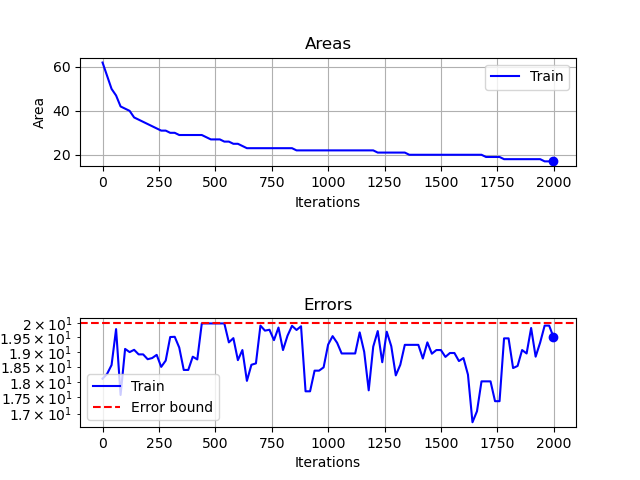 Areas
60
40
20
Area
Train
0 250 500 750 1000 1250 1500 1750 2000
Iterations
Errors
2 × 10¹
1.95 × 10¹
1.9 × 10¹
1.85 × 10¹
1.8 × 10¹
1.75 × 10¹
1.7 × 10¹
Train
Error bound
0 250 500 750 1000 1250 1500 1750 2000
Iterations